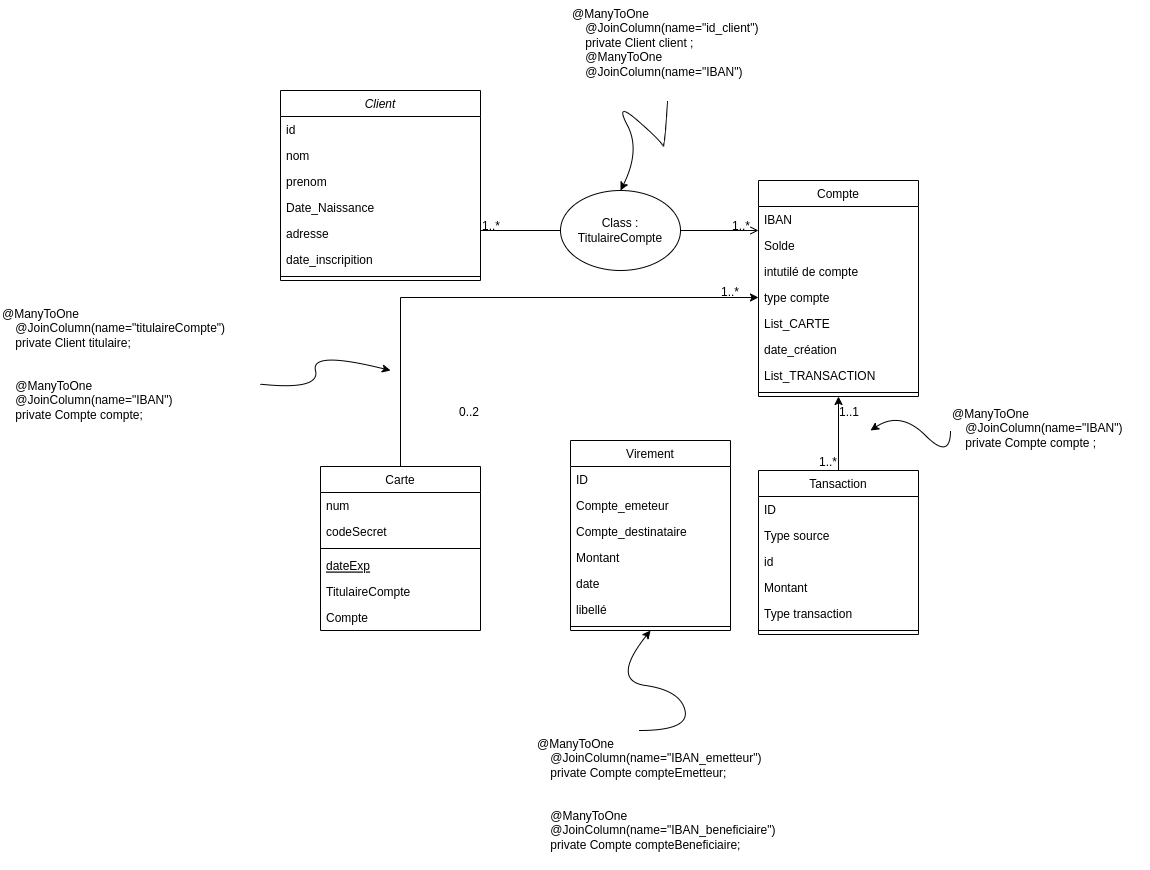 @ManyToOne
@JoinColumn(name="id_client")
private Client client ;
@ManyToOne
@JoinColumn(name="IBAN")
Client
id
nom
prenom
Date_Naissance
adresse
date_inscripition
1..*
Class :
TitulaireCompte
1..*
Compte
IBAN
Solde
intutilé de compte
type compte
List_CARTE
date_création
List_TRANSACTION
1..*
@ManyToOne
@JoinColumn(name="titulaireCompte")
private Client titulaire;
@ManyToOne
@JoinColumn(name="IBAN")
private Compte compte;
0..2
1..1
@ManyToOne
@JoinColumn(name="IBAN")
private Compte compte ;
1..*
Carte
num
codeSecret
dateExp
TitulaireCompte
Compte
Virement
ID
Compte_emeteur
Compte_destinataire
Montant
date
libellé
Tansaction
ID
Type source
id
Montant
Type transaction
@ManyToOne
@JoinColumn(name="IBAN_emetteur")
private Compte compteEmetteur;
@ManyToOne
@JoinColumn(name="IBAN_beneficiaire")
private Compte compteBeneficiaire;